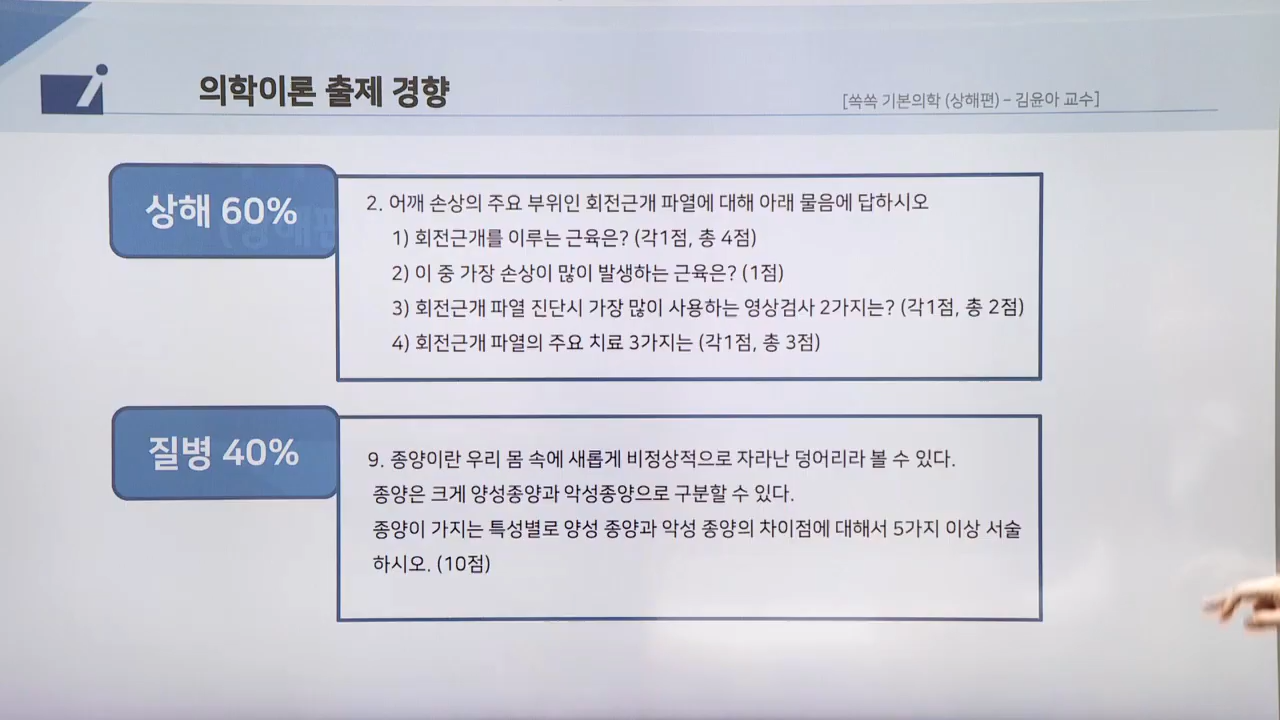 의학이론 출제 경향
[쏙쏙 기본의학 (상해편) – 김윤아 교수]
상해 60%
2. 어깨 손상의 주요 부위인 회전근개 파열에 대해 아래 물음에 답하시오
1) 회전근개를 이루는 근육은? (각1점, 총 4점)
2) 이 중 가장 손상이 많이 발생하는 근육은? (1점)
3) 회전근개 파열 진단시 가장 많이 사용하는 영상검사 2가지는? (각1점, 총 2점)
4) 회전근개 파열의 주요 치료 3가지는 (각1점, 총 3점)
질병 40%
9. 종양이란 우리 몸 속에 새롭게 비정상적으로 자라난 덩어리라 볼 수 있다.
종양은 크게 양성종양과 악성종양으로 구분할 수 있다.
종양이 가지는 특성별로 양성 종양과 악성 종양의 차이점에 대해서 5가지 이상 서술
하시오. (10점)